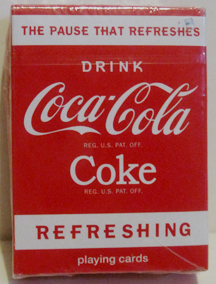 THE PAUSE THAT REFRESHES
DRINK
Coca-Cola
REG. U.S. PAT. OFF.
Coke
REG. U.S. PAT. OFF.
REFRESHING
playing cards